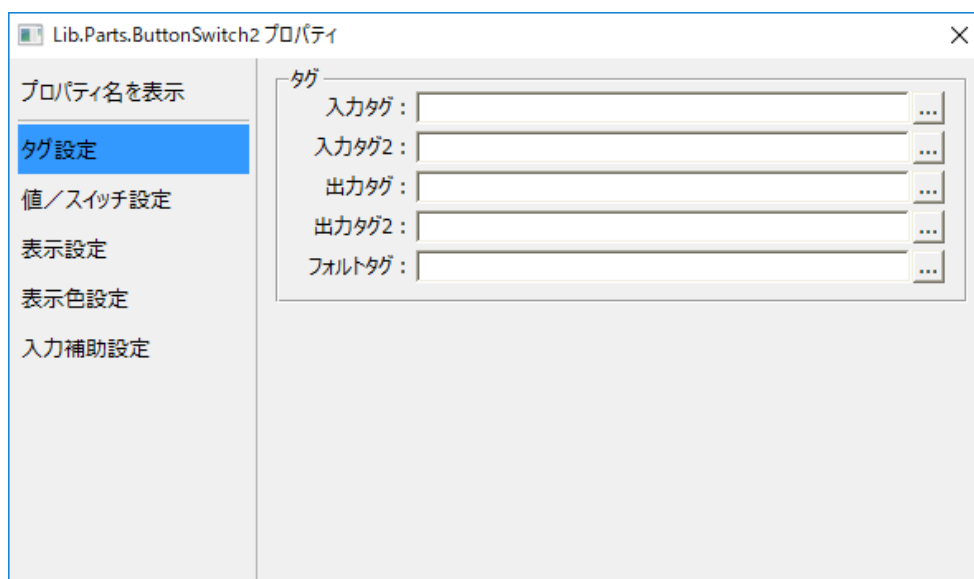 Lib.Parts.ButtonSwitch2 プロパティ
プロパティ名を表示
タグ設定
値／スイッチ設定
表示設定
表示色設定
入力補助設定
タグ
入力タグ： ...
入力タグ2： ...
出力タグ： ...
出力タグ2： ...
フォルトタグ： ...